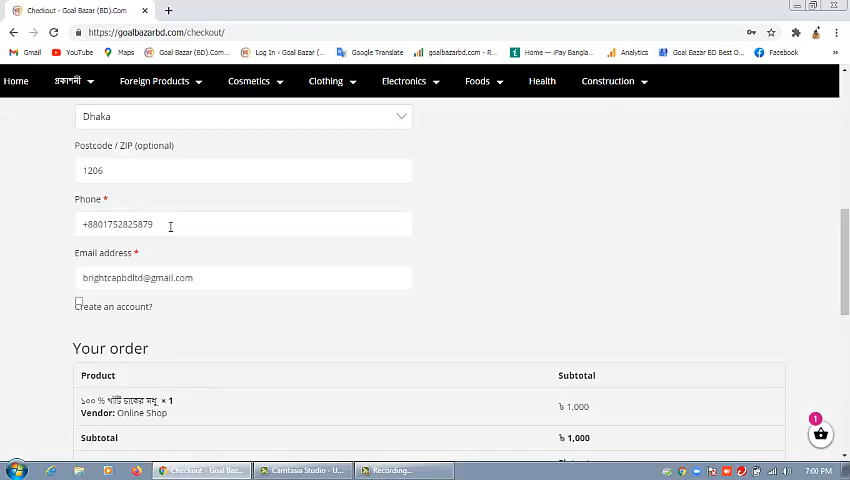 Checkout - Goal Bazar (BD).Com
https://goalbazarbd.com/checkout/
Gmail YouTube Maps Goal Bazar (BD).Com... Log In ‹ Goal Bazar (... Google Translate goalbazarbd.com - R... Home — iPay Bangla... Analytics Goal Bazar BD Best O... Facebook
Home প্রকাশনী Foreign Products Cosmetics Clothing Electronics Foods Health Construction
Dhaka
Postcode / ZIP (optional)
1206
Phone *
+8801752825879
Email address *
brightcapbdltd@gmail.com
Create an account?
Your order
Product Subtotal
১০০ % খাঁটি চাকের মধু × 1
Vendor: Online Shop
৳ 1,000
Subtotal ৳ 1,000
1
Checkout - Goal Baz... Camtasia Studio - U... Recording... 7:00 PM